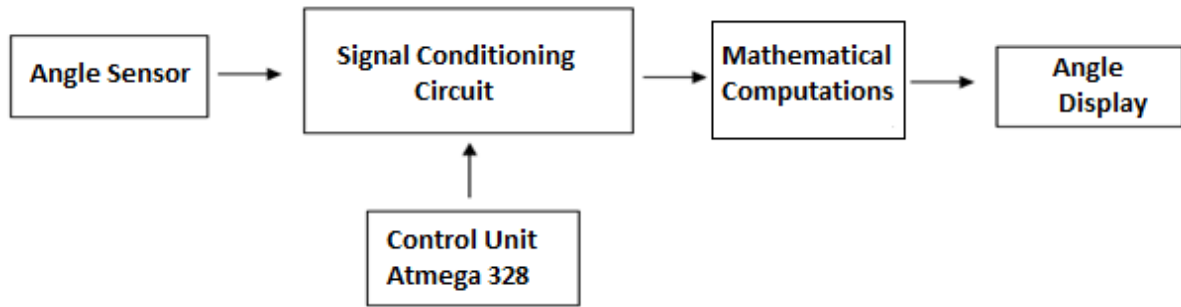 Angle Sensor
Signal Conditioning
Circuit
Mathematical
Computations
Angle
Display
Control Unit
Atmega 328